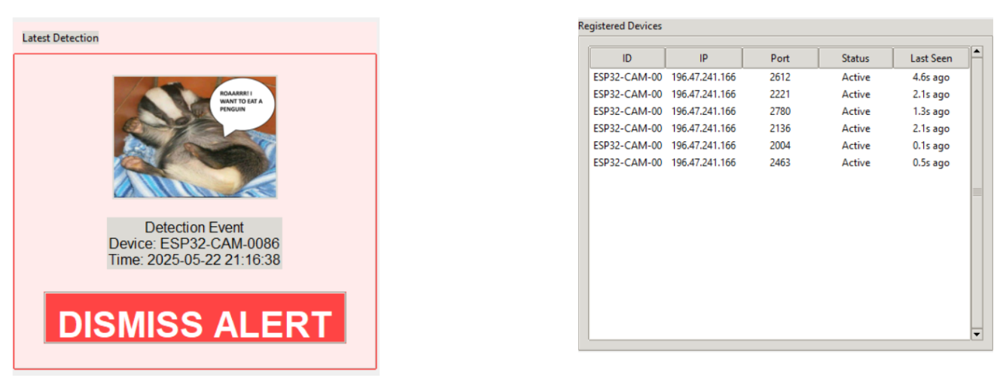 Latest Detection
ROAARRR! I
WANT TO EAT A
PENGUIN
Detection Event
Device: ESP32-CAM-0086
Time: 2025-05-22 21:16:38
DISMISS ALERT
Registered Devices
ID IP Port Status Last Seen
ESP32-CAM-00 196.47.241.166 2612 Active 4.6s ago
ESP32-CAM-00 196.47.241.166 2221 Active 2.1s ago
ESP32-CAM-00 196.47.241.166 2780 Active 1.3s ago
ESP32-CAM-00 196.47.241.166 2136 Active 2.1s ago
ESP32-CAM-00 196.47.241.166 2004 Active 0.1s ago
ESP32-CAM-00 196.47.241.166 2463 Active 0.5s ago